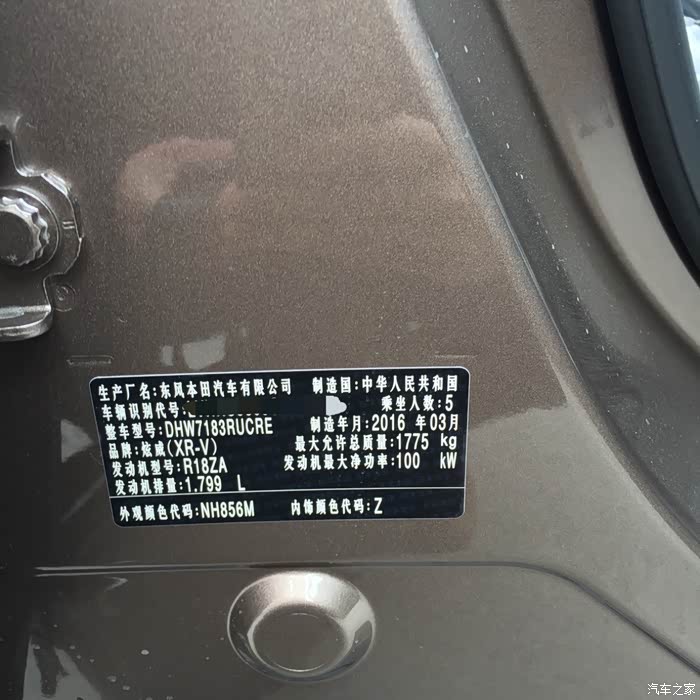 生产厂名:东风本田汽车有限公司 制造国:中华人民共和国
车辆识别代号: 乘坐人数:5
整车型号:DHW7183RUCRE 制造年月:2016 年03月
品牌:炫威(XR-V) 最大允许总质量:1775 kg
发动机型号:R18ZA 发动机最大净功率:100 kW
发动机排量:1.799 L
外观颜色代码:NH856M 内饰颜色代码:Z
汽车之家